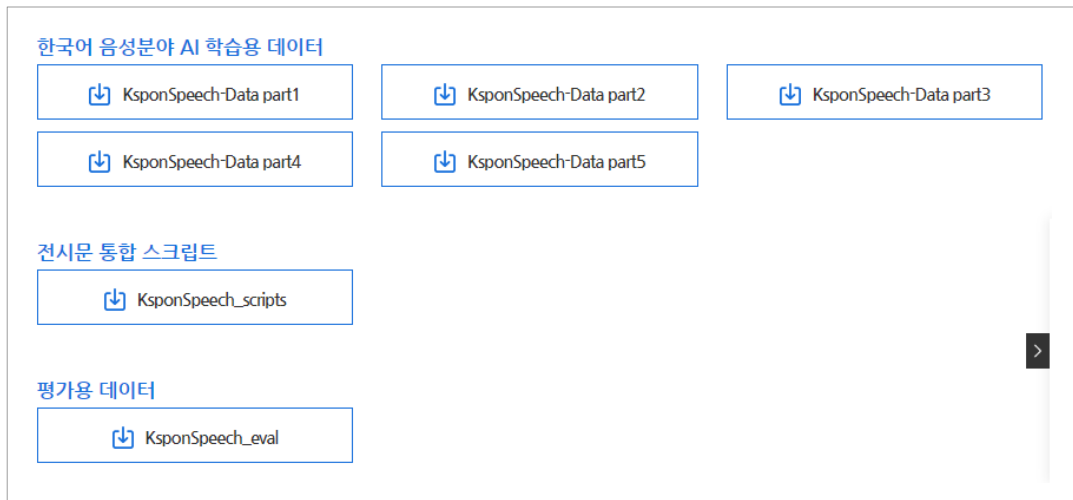 한국어 음성분야 AI 학습용 데이터
KsponSpeech-Data part1
KsponSpeech-Data part2
KsponSpeech-Data part3
KsponSpeech-Data part4
KsponSpeech-Data part5
전시문 통합 스크립트
KsponSpeech_scripts
평가용 데이터
KsponSpeech_eval